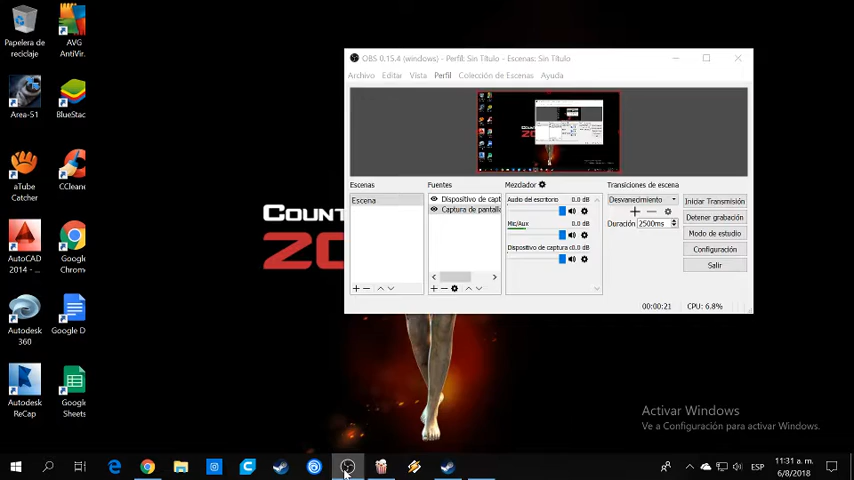 Papelera de
reciclaje
AVG
AntiVir...
Area-51
BlueStack
aTube
Catcher
CCleane
AutoCAD
2014 - ...
Google
Chrome
Autodesk
360
Google D
Autodesk
ReCap
Google
Sheets
COUNT
OBS 0.15.4 (windows) - Perfil: Sin Título - Escenas: Sin Título
Archivo Editar Vista Perfil Colección de Escenas Ayuda
Escenas
Escena
Fuentes
Dispositivo de capt
Captura de pantalla
Mezclador
Audio del escritorio 0.0 dB
Mic/Aux 0.0 dB
Dispositivo de captura 0.0 dB
Transiciones de escena
Desvanecimiento
Duración 2500ms
Iniciar Transmisión
Detener grabación
Modo de estudio
Configuración
Salir
00:00:21 CPU: 6.8%
Activar Windows
Ve a Configuración para activar Windows.
ESP
11:31 a. m.
6/8/2018